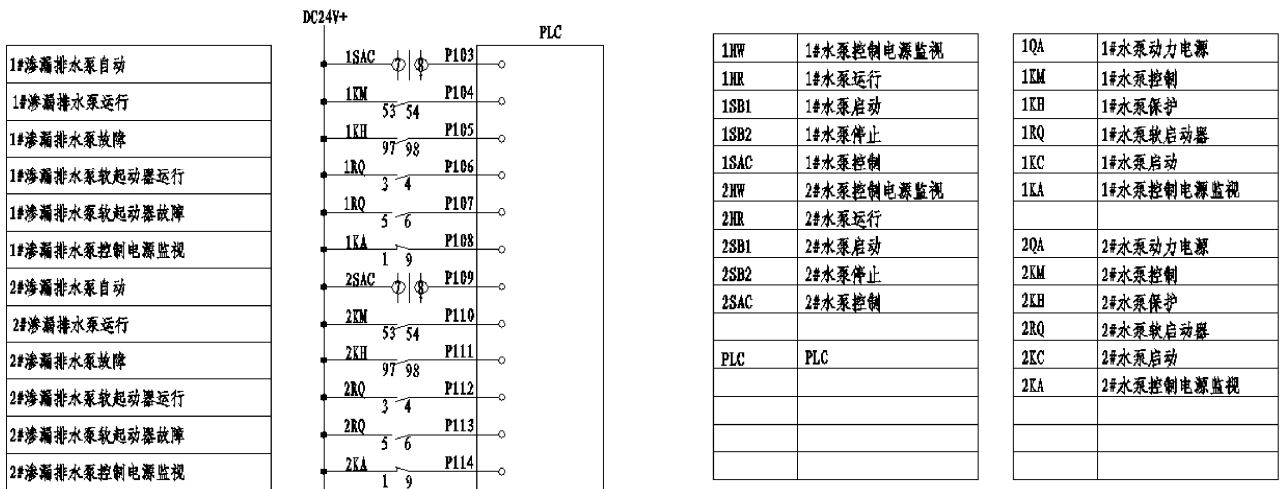 DC24V+
PLC
1#渗漏排水泵自动 1SAC 7 8 P103
1#渗漏排水泵运行 1KM 53 54 P104
1#渗漏排水泵故障 1KH 97 98 P105
1#渗漏排水泵软起动器运行 1RQ 3 4 P106
1#渗漏排水泵软起动器故障 1RQ 5 6 P107
1#渗漏排水泵控制电源监视 1KA 1 9 P108
2#渗漏排水泵自动 2SAC 7 8 P109
2#渗漏排水泵运行 2KM 53 54 P110
2#渗漏排水泵故障 2KH 97 98 P111
2#渗漏排水泵软起动器运行 2RQ 3 4 P112
2#渗漏排水泵软起动器故障 2RQ 5 6 P113
2#渗漏排水泵控制电源监视 2KA 1 9 P114
1HW 1#水泵控制电源监视
1HR 1#水泵运行
1SB1 1#水泵启动
1SB2 1#水泵停止
1SAC 1#水泵控制
2HW 2#水泵控制电源监视
2HR 2#水泵运行
2SB1 2#水泵启动
2SB2 2#水泵停止
2SAC 2#水泵控制
PLC PLC
1QA 1#水泵动力电源
1KM 1#水泵控制
1KH 1#水泵保护
1RQ 1#水泵软启动器
1KC 1#水泵启动
1KA 1#水泵控制电源监视
2QA 2#水泵动力电源
2KM 2#水泵控制
2KH 2#水泵保护
2RQ 2#水泵软启动器
2KC 2#水泵启动
2KA 2#水泵控制电源监视